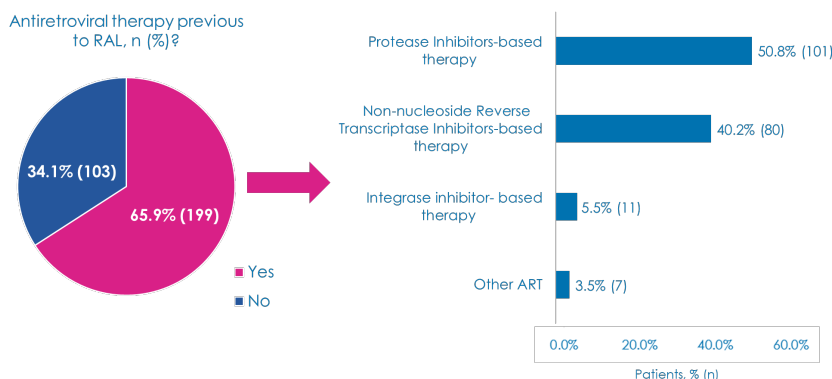 Antiretroviral therapy previous
to RAL, n (%)?
34.1% (103)
65.9% (199)
Yes
No
Protease Inhibitors-based
therapy
50.8% (101)
Non-nucleoside Reverse
Transcriptase Inhibitors-based
therapy
40.2% (80)
Integrase inhibitor- based
therapy
5.5% (11)
Other ART
3.5% (7)
0.0% 20.0% 40.0% 60.0%
Patients, % (n)